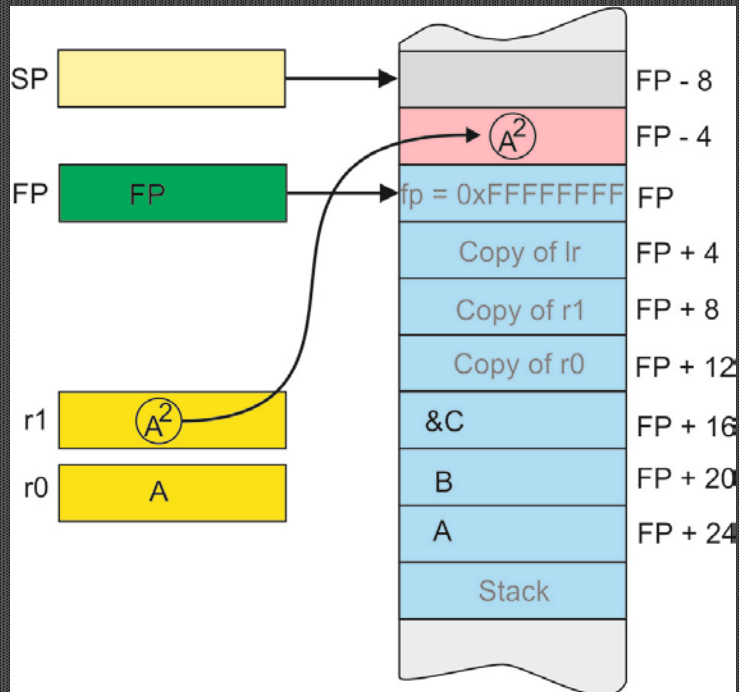 SP
FP - 8
A²
FP - 4
FP
FP
fp = 0xFFFFFFFF
FP
Copy of lr
FP + 4
Copy of r1
FP + 8
Copy of r0
FP + 12
r1
A²
&C
FP + 16
r0
A
B
FP + 20
A
FP + 24
Stack